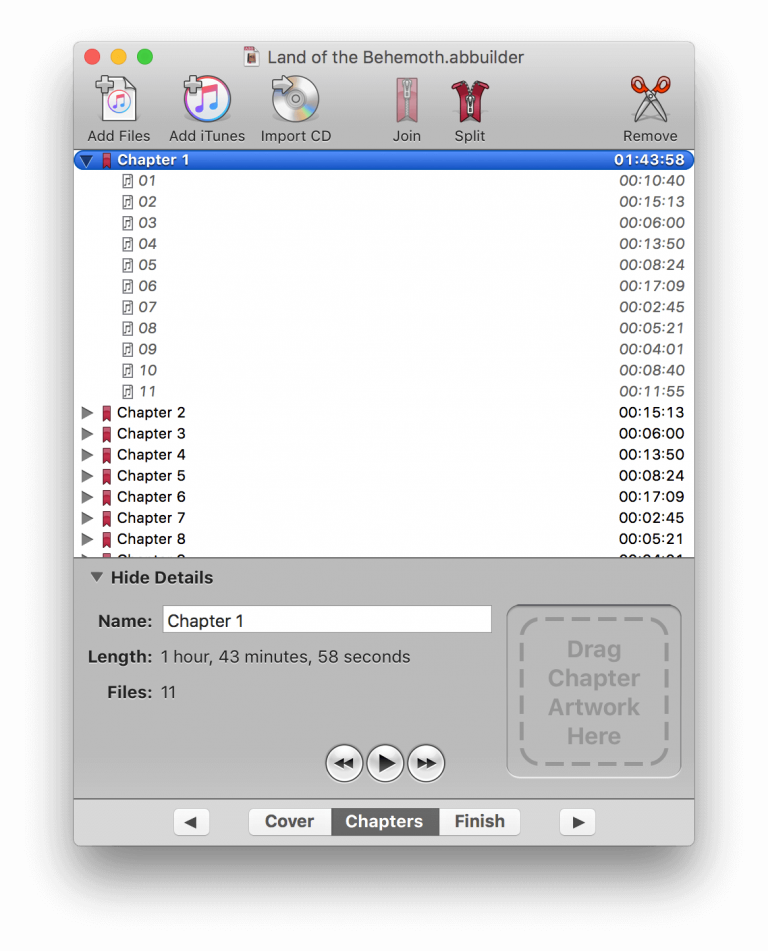 Land of the Behemoth.abbuilder
Add Files Add iTunes Import CD Join Split Remove
Chapter 1 01:43:58
01 00:10:40
02 00:15:13
03 00:06:00
04 00:13:50
05 00:08:24
06 00:17:09
07 00:02:45
08 00:05:21
09 00:04:01
10 00:08:40
11 00:11:55
Chapter 2 00:15:13
Chapter 3 00:06:00
Chapter 4 00:13:50
Chapter 5 00:08:24
Chapter 6 00:17:09
Chapter 7 00:02:45
Chapter 8 00:05:21
Hide Details
Name: Chapter 1
Length: 1 hour, 43 minutes, 58 seconds
Files: 11
Drag
Chapter
Artwork
Here
Cover Chapters Finish